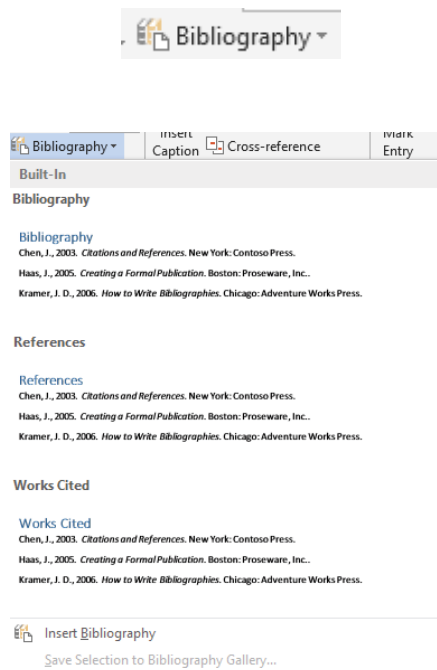 Bibliography
Bibliography Insert Caption Cross-reference Mark Entry
Built-In
Bibliography
Bibliography
Chen, J., 2003. Citations and References. New York: Contoso Press.
Haas, J., 2005. Creating a Formal Publication. Boston: Proseware, Inc..
Kramer, J. D., 2006. How to Write Bibliographies. Chicago: Adventure Works Press.
References
References
Chen, J., 2003. Citations and References. New York: Contoso Press.
Haas, J., 2005. Creating a Formal Publication. Boston: Proseware, Inc..
Kramer, J. D., 2006. How to Write Bibliographies. Chicago: Adventure Works Press.
Works Cited
Works Cited
Chen, J., 2003. Citations and References. New York: Contoso Press.
Haas, J., 2005. Creating a Formal Publication. Boston: Proseware, Inc..
Kramer, J. D., 2006. How to Write Bibliographies. Chicago: Adventure Works Press.
Insert Bibliography
Save Selection to Bibliography Gallery...